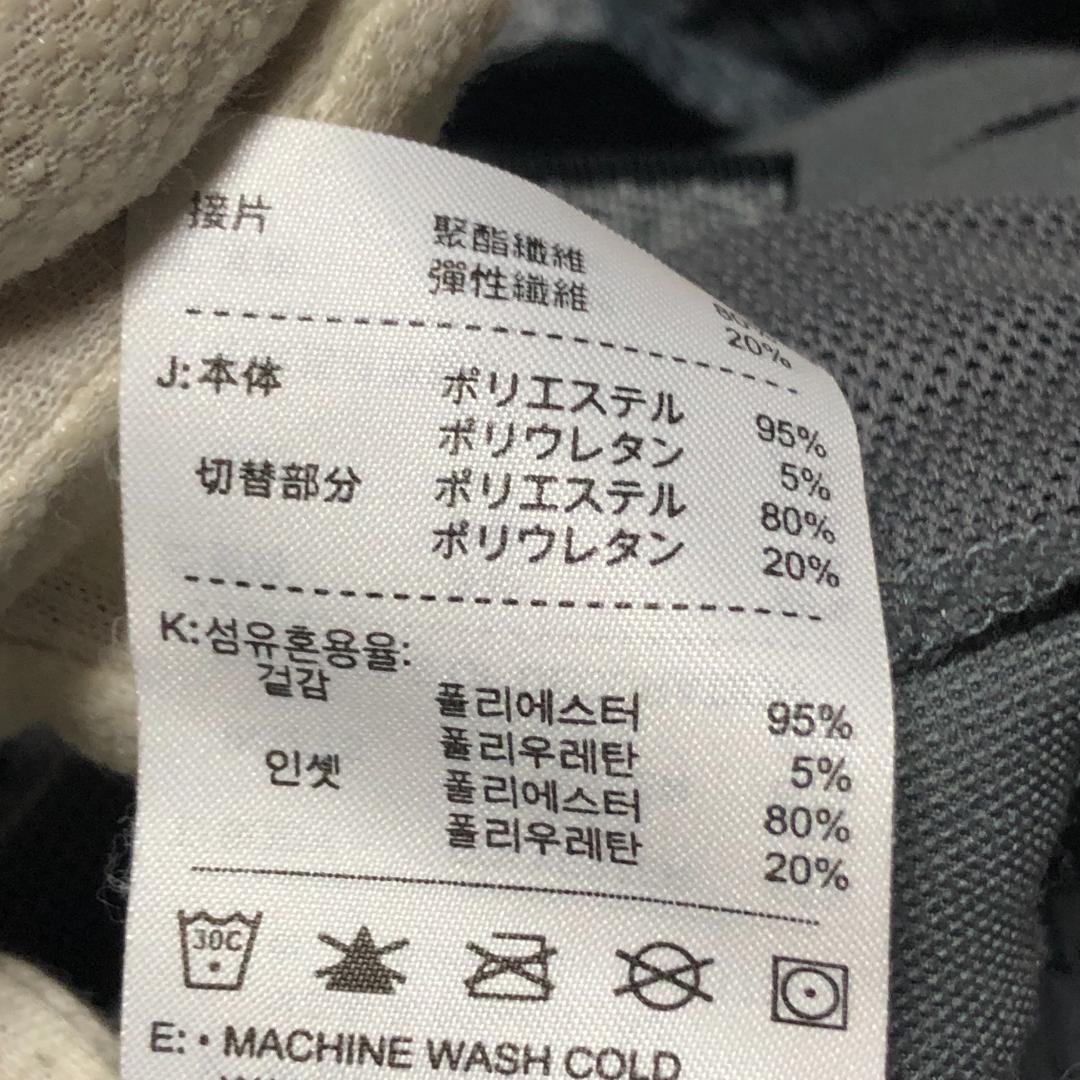 接片 聚酯纖維 80%
彈性纖維 20%
J:本体 ポリエステル 95%
ポリウレタン 5%
切替部分 ポリエステル 80%
ポリウレタン 20%
K:섬유혼용율:
겉감 폴리에스터 95%
폴리우레탄 5%
인셋 폴리에스터 80%
폴리우레탄 20%
30C
E: • MACHINE WASH COLD